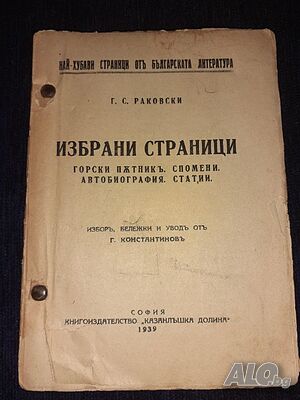 НАЙ-ХУБАВИ СТРАНИЦИ ОТЪ БЪЛГАРСКАТА ЛИТЕРАТУРА
Г. С. РАКОВСКИ
ИЗБРАНИ СТРАНИЦИ
ГОРСКИ ПѪТНИКЪ. СПОМЕНИ.
АВТОБИОГРАФИЯ. СТАТИИ.
ИЗБОРЪ, БЕЛЕЖКИ И УВОДЪ ОТЪ
Г. КОНСТАНТИНОВЪ
СОФИЯ
КНИГОИЗДАТЕЛСТВО „КАЗАНЛЪШКА ДОЛИНА"
1939
ALO.bg